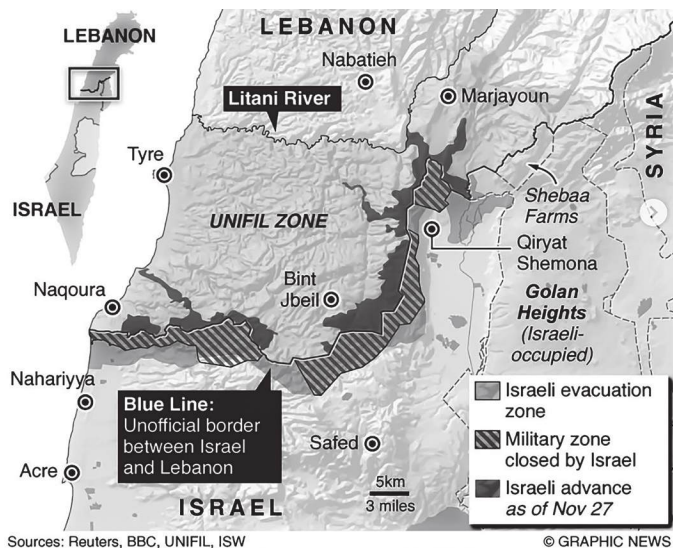 LEBANON
ISRAEL
LEBANON
Nabatieh
Litani River
Marjayoun
SYRIA
Tyre
Shebaa
Farms
UNIFIL ZONE
Qiryat
Shemona
Bint
Jbeil
Naqoura
Golan
Heights
(Israeli-
occupied)
Nahariyya
Blue Line:
Unofficial border
between Israel
and Lebanon
Safed
Acre
5km
3 miles
ISRAEL
Israeli evacuation
zone
Military zone
closed by Israel
Israeli advance
as of Nov 27
Sources: Reuters, BBC, UNIFIL, ISW
© GRAPHIC NEWS